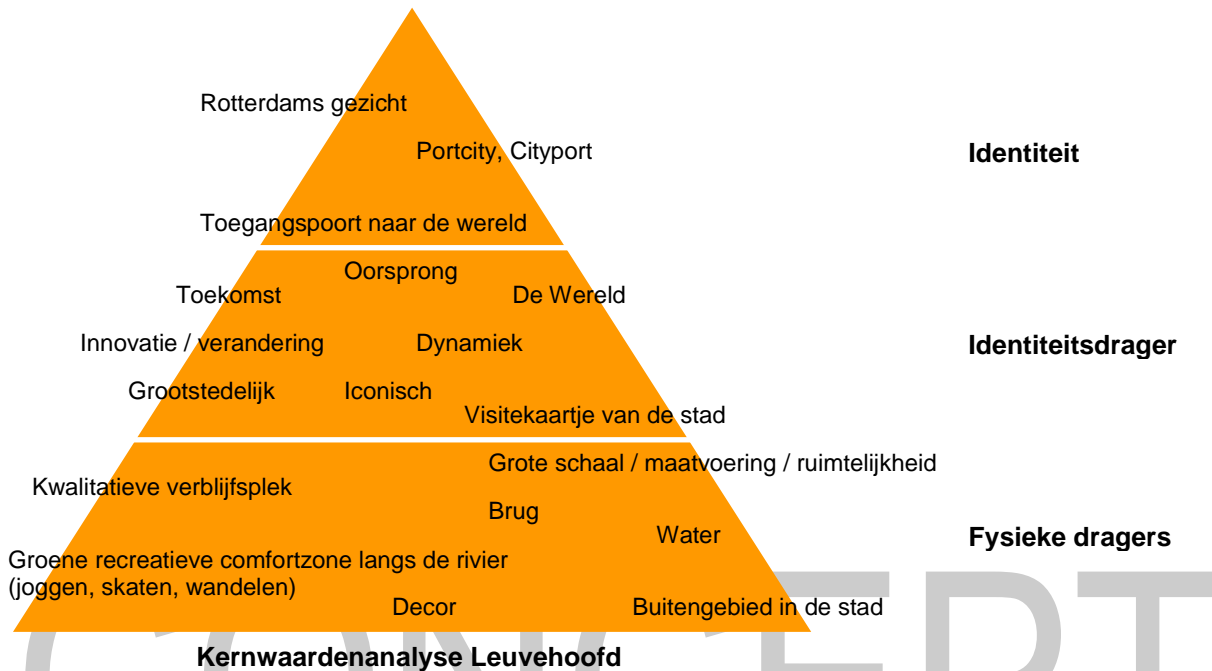 Rotterdams gezicht
Portcity, Cityport
Identiteit
Toegangspoort naar de wereld
Oorsprong
Toekomst
De Wereld
Innovatie / verandering
Dynamiek
Identiteitsdrager
Grootstedelijk
Iconisch
Visitekaartje van de stad
Grote schaal / maatvoering / ruimtelijkheid
Kwalitatieve verblijfsplek
Brug
Water
Fysieke dragers
Groene recreatieve comfortzone langs de rivier
(joggen, skaten, wandelen)
Decor
Buitengebied in de stad
CONCEPT
Kernwaardenanalyse Leuvehoofd